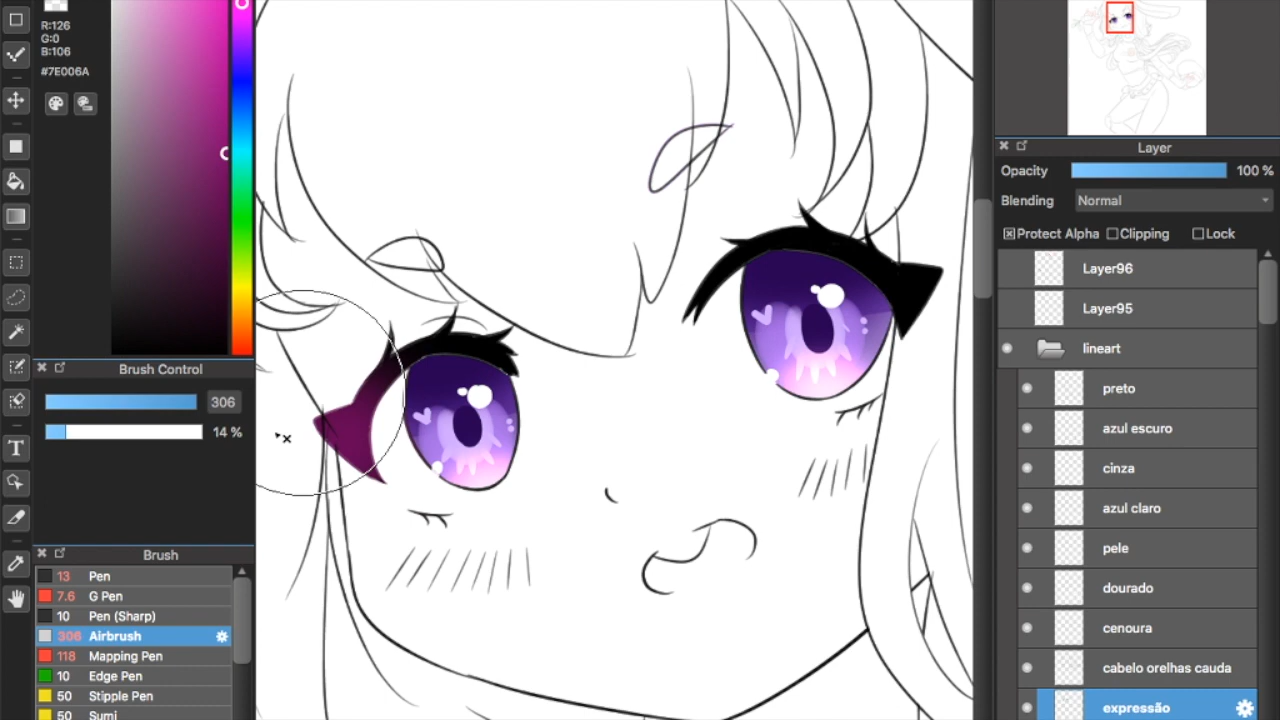 R:126
G:0
B:106
#7E006A
Brush Control
306
14 %
Brush
13 Pen
7.6 G Pen
10 Pen (Sharp)
306 Airbrush
118 Mapping Pen
10 Edge Pen
50 Stipple Pen
50 Sumi
Layer
Opacity 100 %
Blending Normal
Protect Alpha Clipping Lock
Layer96
Layer95
lineart
preto
azul escuro
cinza
azul claro
pele
dourado
cenoura
cabelo orelhas cauda
expressão